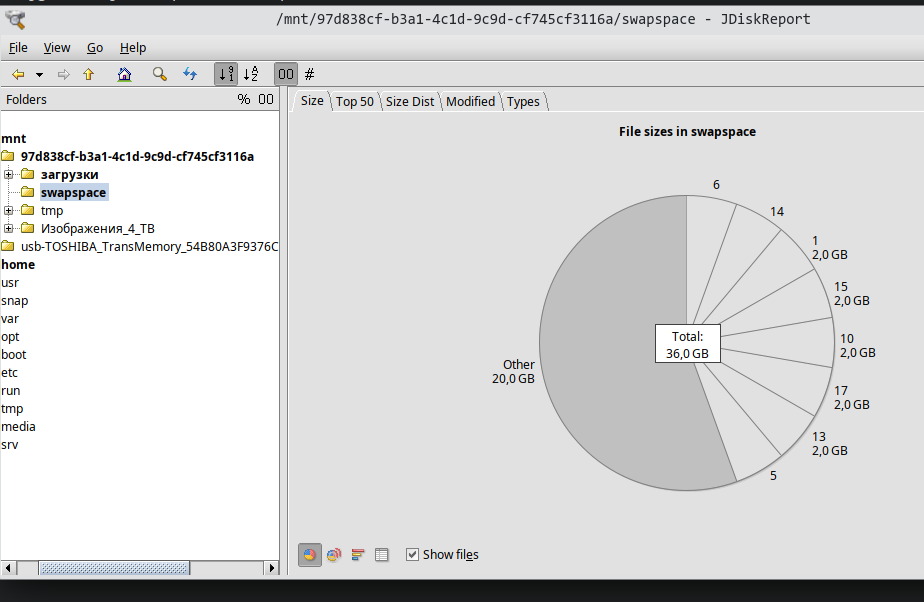 /mnt/97d838cf-b3a1-4c1d-9c9d-cf745cf3116a/swapspace - JDiskReport
File View Go Help
Folders % 00
mnt
97d838cf-b3a1-4c1d-9c9d-cf745cf3116a
загрузки
swapspace
tmp
Изображения_4_ТВ
usb-TOSHIBA_TransMemory_54B80A3F9376C
home
usr
snap
var
opt
boot
etc
run
tmp
media
srv
Size Top 50 Size Dist Modified Types
File sizes in swapspace
6
14
1
2,0 GB
15
2,0 GB
10
2,0 GB
17
2,0 GB
13
2,0 GB
5
Other
20,0 GB
Total:
36,0 GB
Show files